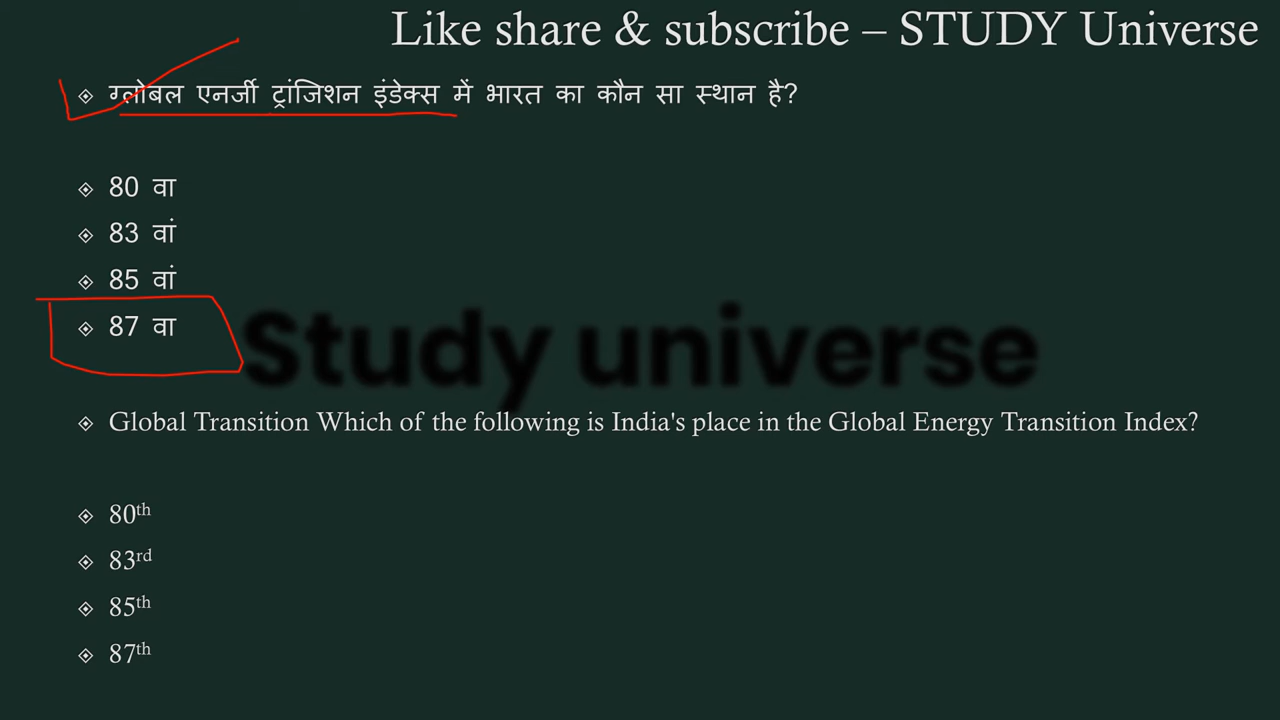 Like share & subscribe – STUDY Universe
ग्लोबल एनर्जी ट्रांजिशन इंडेक्स में भारत का कौन सा स्थान है?
80 वा
83 वां
85 वां
87 वा
Study universe
Global Transition Which of the following is India's place in the Global Energy Transition Index?
80th
83rd
85th
87th